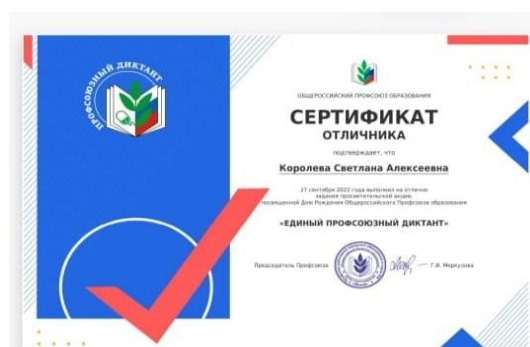 ПРОФСОЮЗНЫЙ ДИКТАНТ
ОБЩЕРОССИЙСКИЙ ПРОФСОЮЗ ОБРАЗОВАНИЯ
СЕРТИФИКАТ
ОТЛИЧНИКА
подтверждает, что
Королева Светлана Алексеевна
27 сентября 2022 года выполнил на отлично
задания просветительской акции,
посвященной Дню Рождения Общероссийского Профсоюза образования
«ЕДИНЫЙ ПРОФСОЮЗНЫЙ ДИКТАНТ»
Председатель Профсоюза — Г.И. Меркулова